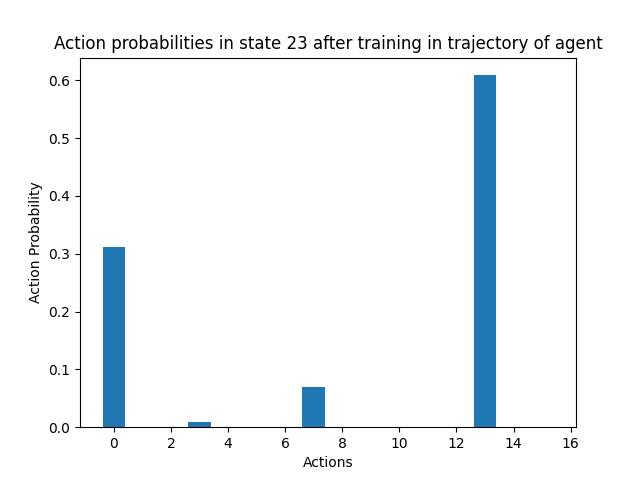 Action probabilities in state 23 after training in trajectory of agent
0.6
0.5
0.4
0.3
0.2
0.1
0.0
Action Probability
0 2 4 6 8 10 12 14 16
Actions